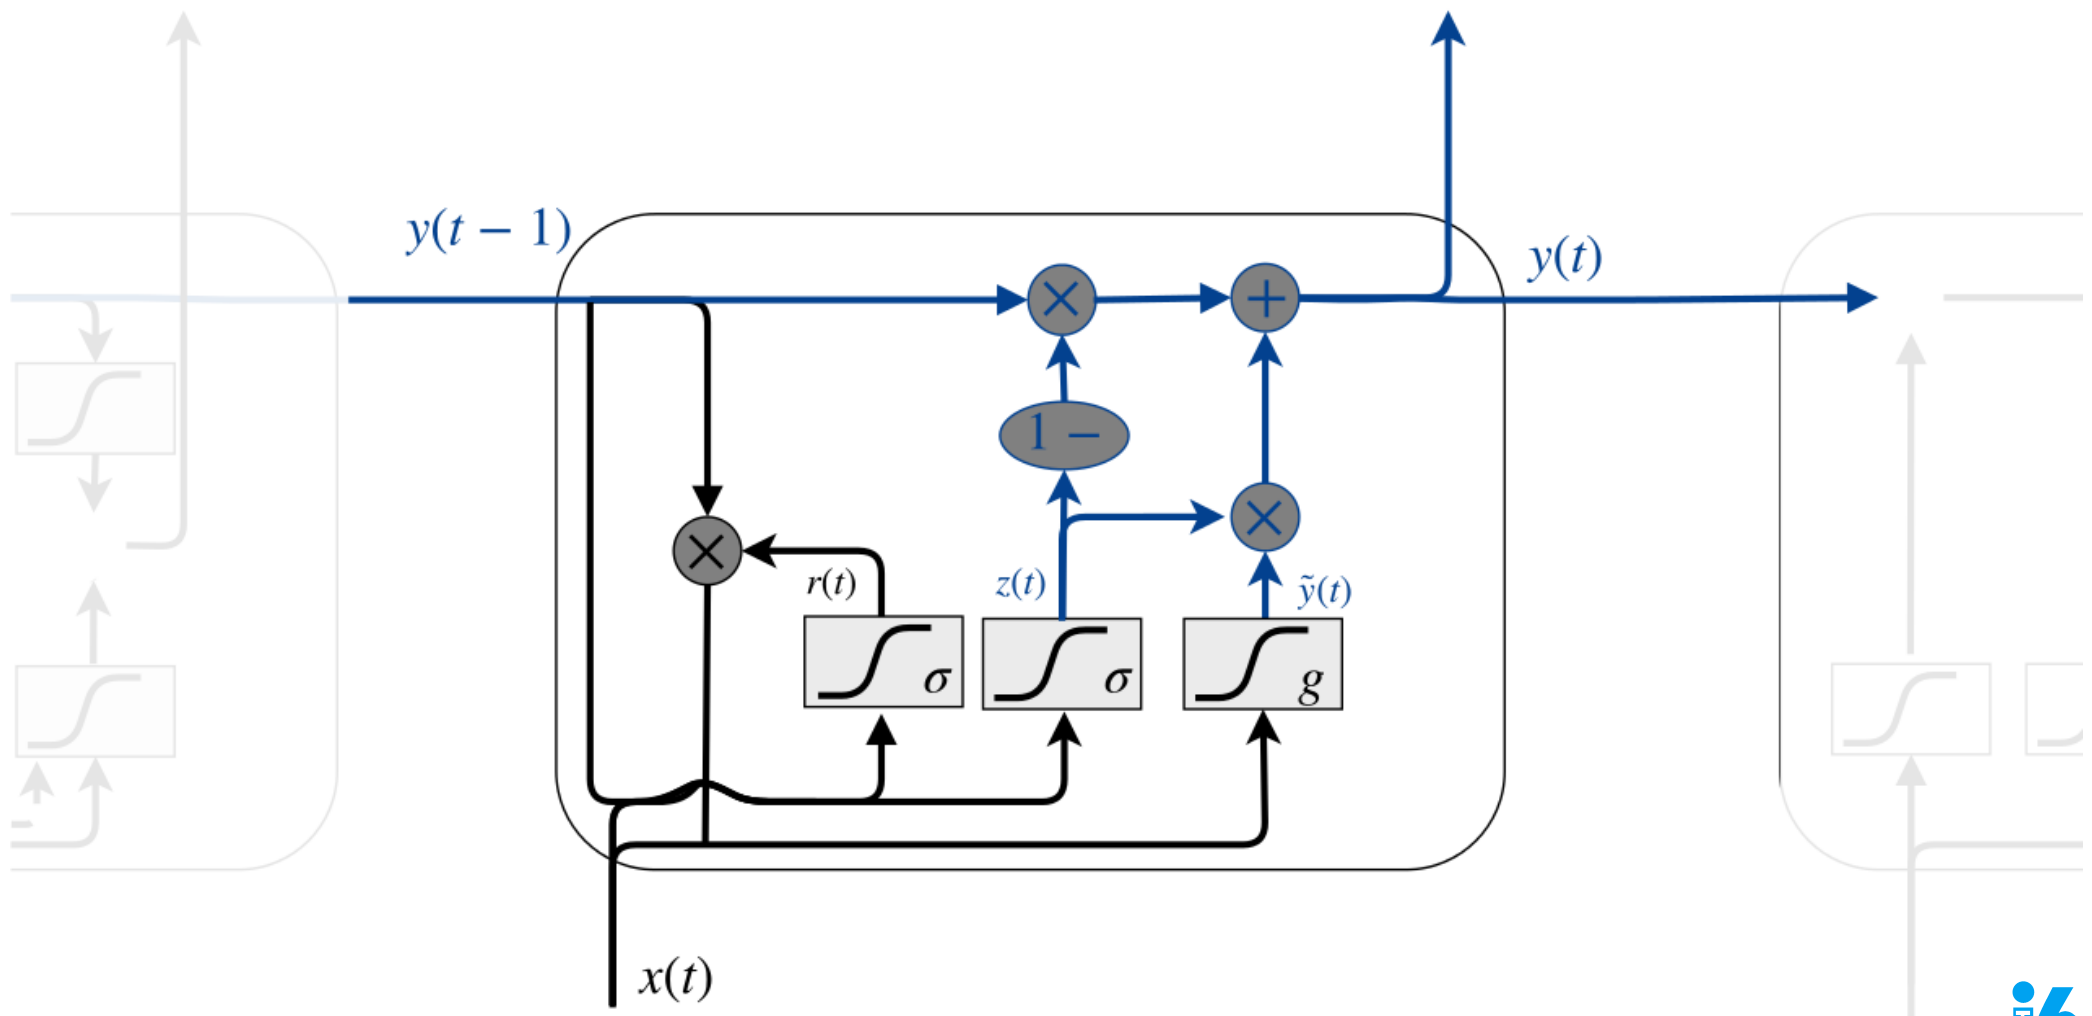 y(t − 1)
y(t)
×
+
1 −
×
×
r(t)
z(t)
ỹ(t)
σ
σ
g
x(t)